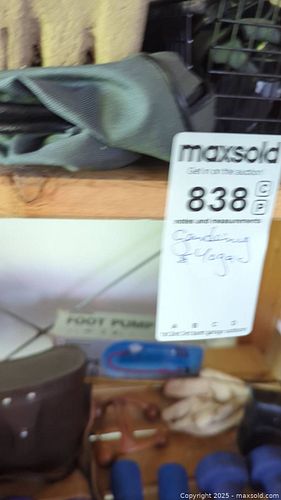 maxsold
Get in on the auction!
838 C
P
notes and measurements
Gardening
& Yoga
FOOT PUMP
A B C D
Copyright 2025 - maxsold.com